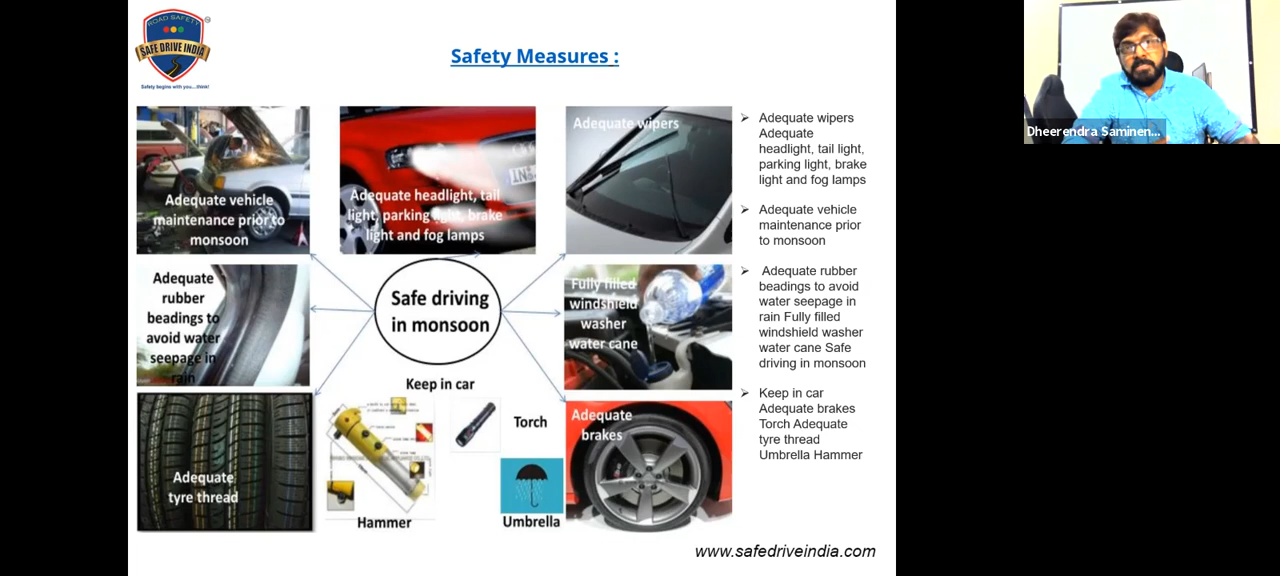 ROAD SAFETY
SAFE DRIVE INDIA
Safety begins with you...think!
Safety Measures :
Adequate vehicle
maintenance prior to
monsoon
Adequate headlight, tail
light, parking light, brake
light and fog lamps
Adequate wipers
Adequate
rubber
beadings to
avoid water
seepage in
rain
Safe driving
in monsoon
Fully filled
windshield
washer
water cane
Keep in car
Adequate
tyre thread
Hammer
Torch
Umbrella
Adequate
brakes
Adequate wipers
Adequate
headlight, tail light,
parking light, brake
light and fog lamps
Adequate vehicle
maintenance prior
to monsoon
Adequate rubber
beadings to avoid
water seepage in
rain Fully filled
windshield washer
water cane Safe
driving in monsoon
Keep in car
Adequate brakes
Torch Adequate
tyre thread
Umbrella Hammer
www.safedriveindia.com
Dheerendra Saminen...